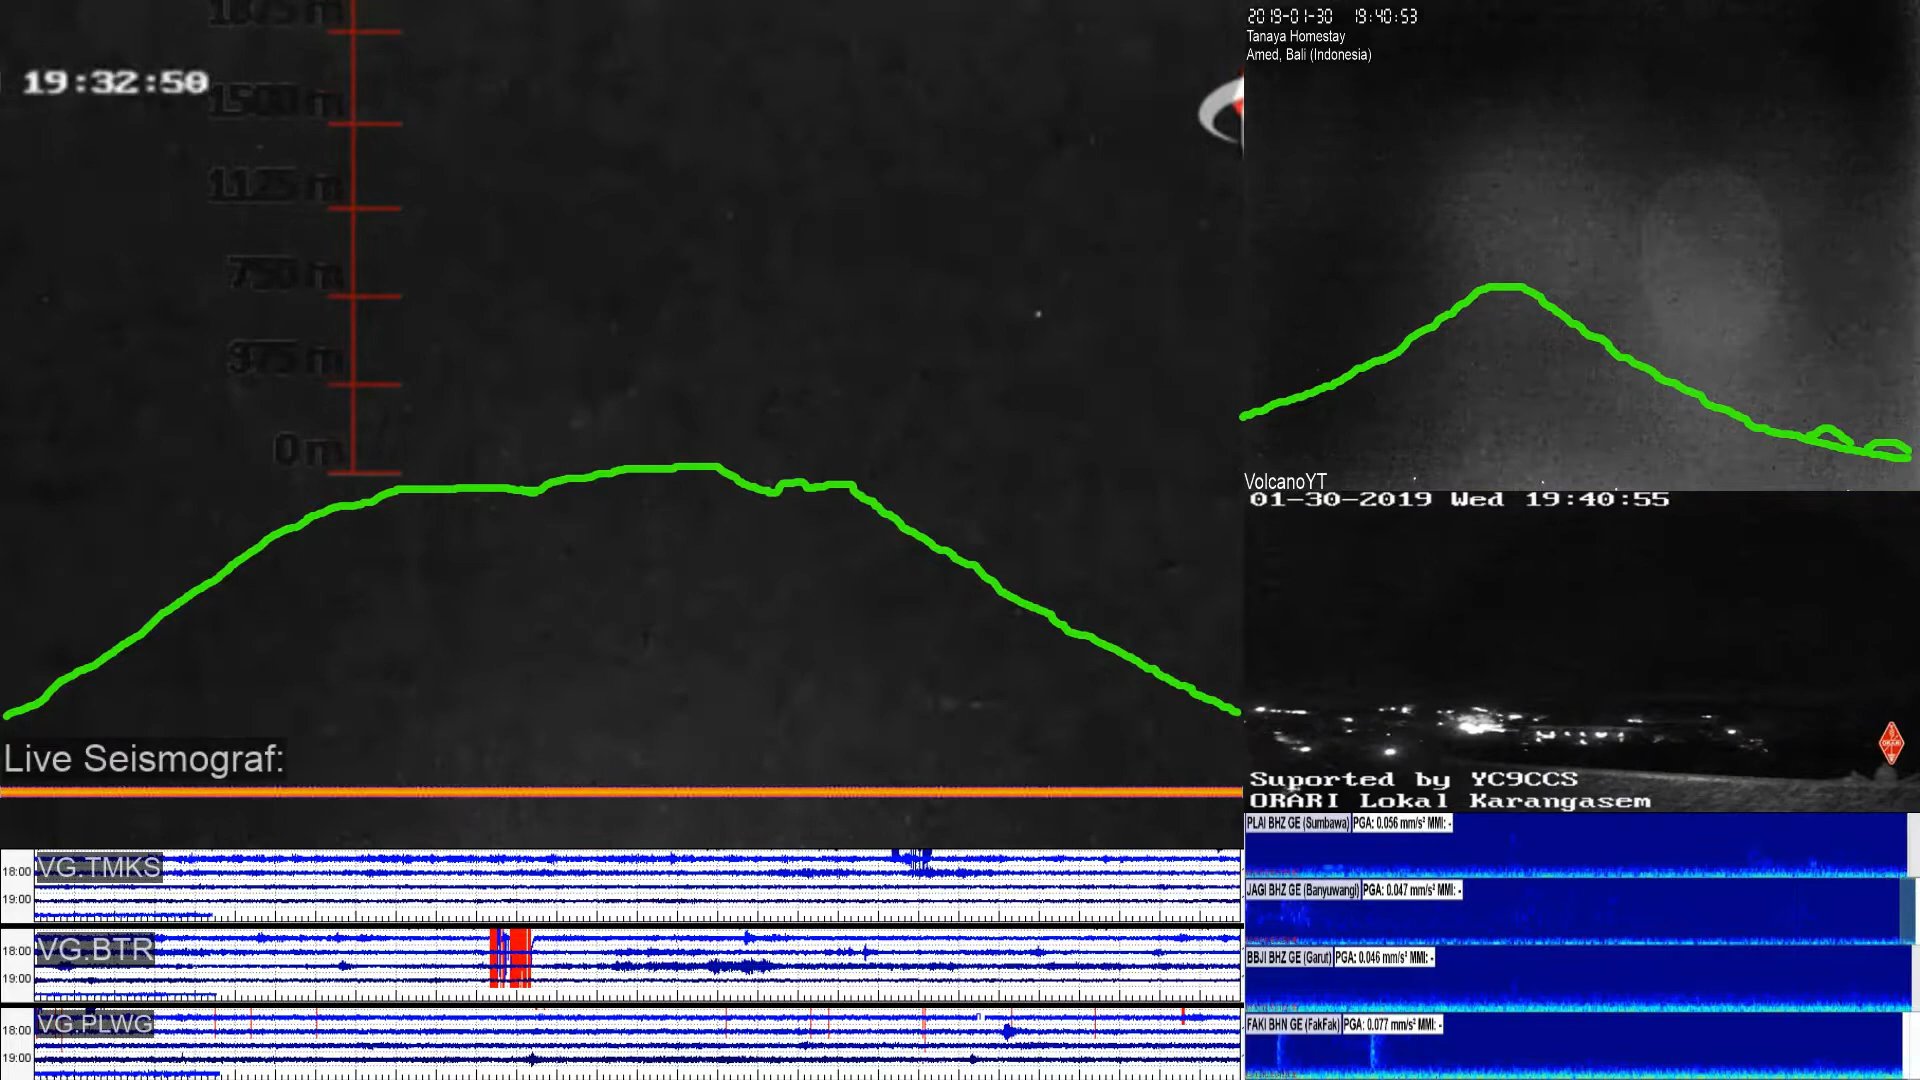 1875 m
19:32:50
1500 m
1125 m
750 m
375 m
0 m
Live Seismograf:
VG.TMKS
18:00
19:00
VG.BTR
18:00
19:00
VG.PLWG
18:00
19:00
2019-01-30 19:40:53
Tanaya Homestay
Amed, Bali (Indonesia)
VolcanoYT
01-30-2019 Wed 19:40:55
ORARI
Suported by YC9CCS
ORARI Lokal Karangasem
PLAI BHZ GE (Sumbawa) PGA: 0.056 mm/s² MMI: -
JAGI BHZ GE (Banyuwangi) PGA: 0.047 mm/s² MMI: -
BBJI BHZ GE (Garut) PGA: 0.046 mm/s² MMI: -
FAKI BHN GE (FakFak) PGA: 0.077 mm/s² MMI: -